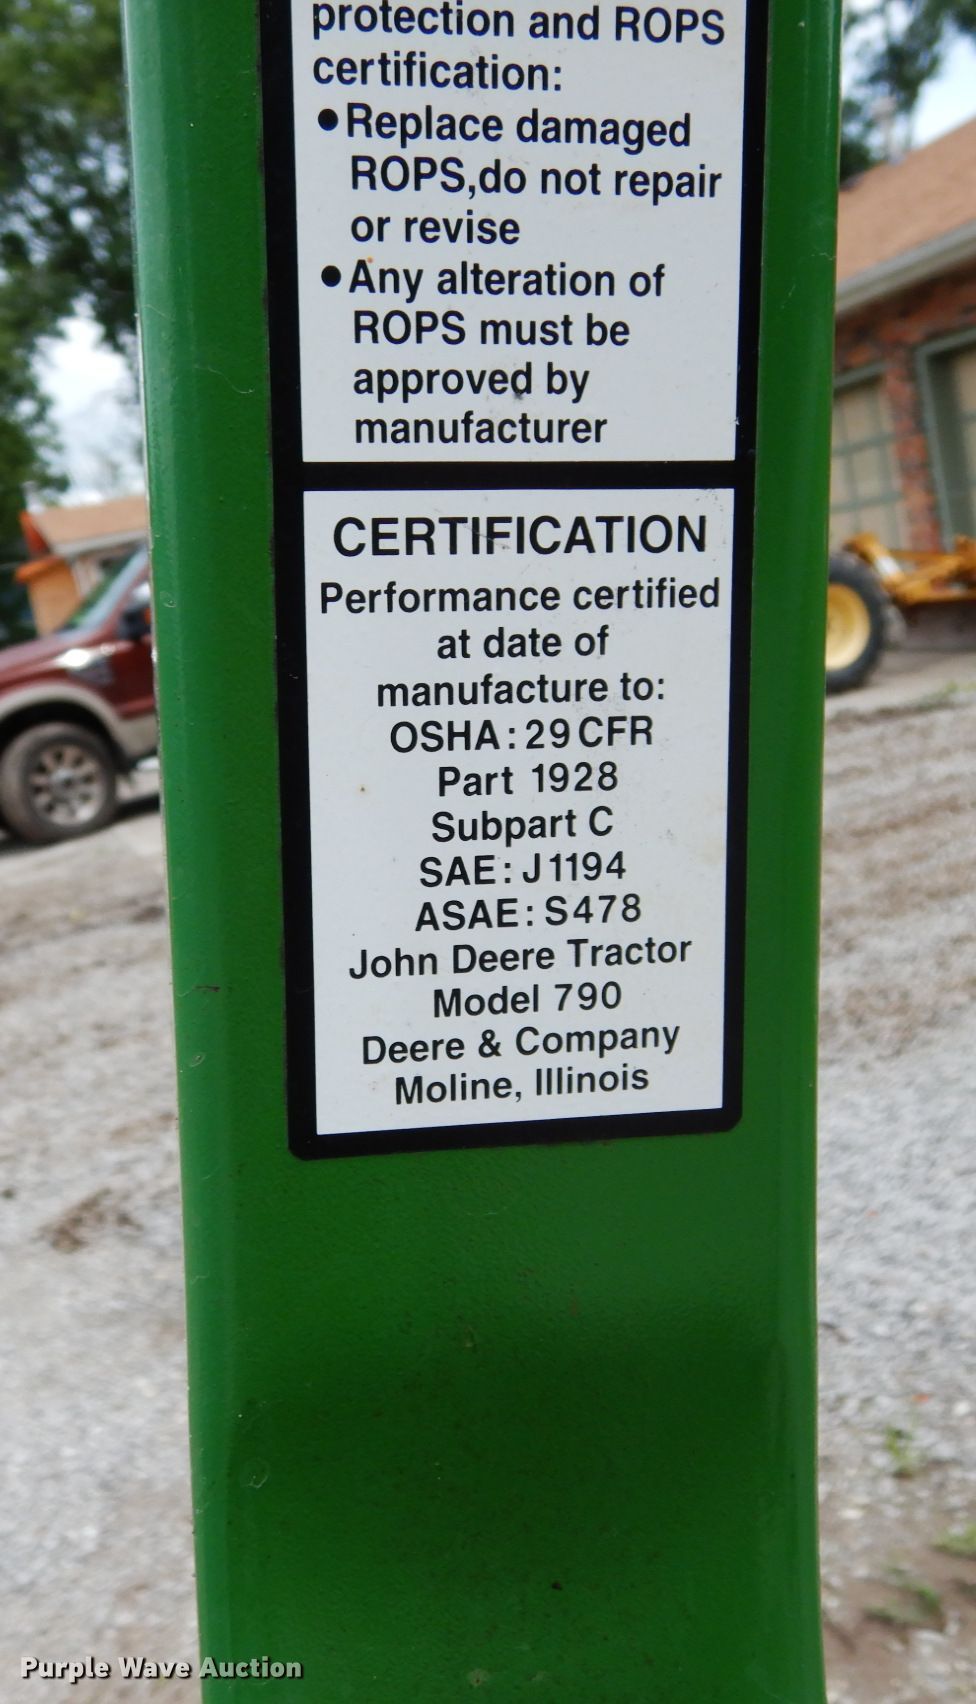 protection and ROPS
certification:
●Replace damaged
ROPS,do not repair
or revise
●Any alteration of
ROPS must be
approved by
manufacturer
CERTIFICATION
Performance certified
at date of
manufacture to:
OSHA: 29 CFR
Part 1928
Subpart C
SAE: J1194
ASAE: S478
John Deere Tractor
Model 790
Deere & Company
Moline, Illinois
Purple Wave Auction